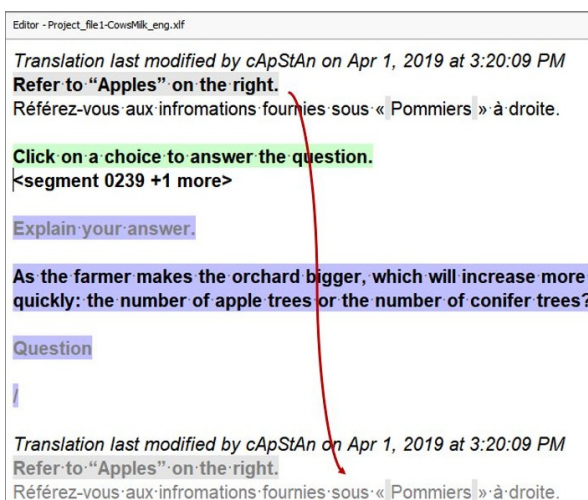 Editor - Project_file1-CowsMilk_eng.xlf
Translation last modified by cApStAn on Apr 1, 2019 at 3:20:09 PM
Refer·to·“Apples”·on·the·right.
Référez-vous·aux·infromations·fournies·sous·« Pommiers »·à·droite.
Click·on·a·choice·to·answer·the·question.
<segment 0239 +1 more>
Explain·your·answer.
As·the·farmer·makes·the·orchard·bigger,·which·will·increase·more
quickly:·the·number·of·apple·trees·or·the·number·of·conifer·trees?
Question
/
Translation last modified by cApStAn on Apr 1, 2019 at 3:20:09 PM
Refer·to·“Apples”·on·the·right.
Référez-vous·aux·infromations·fournies·sous·« Pommiers »·à·droite.